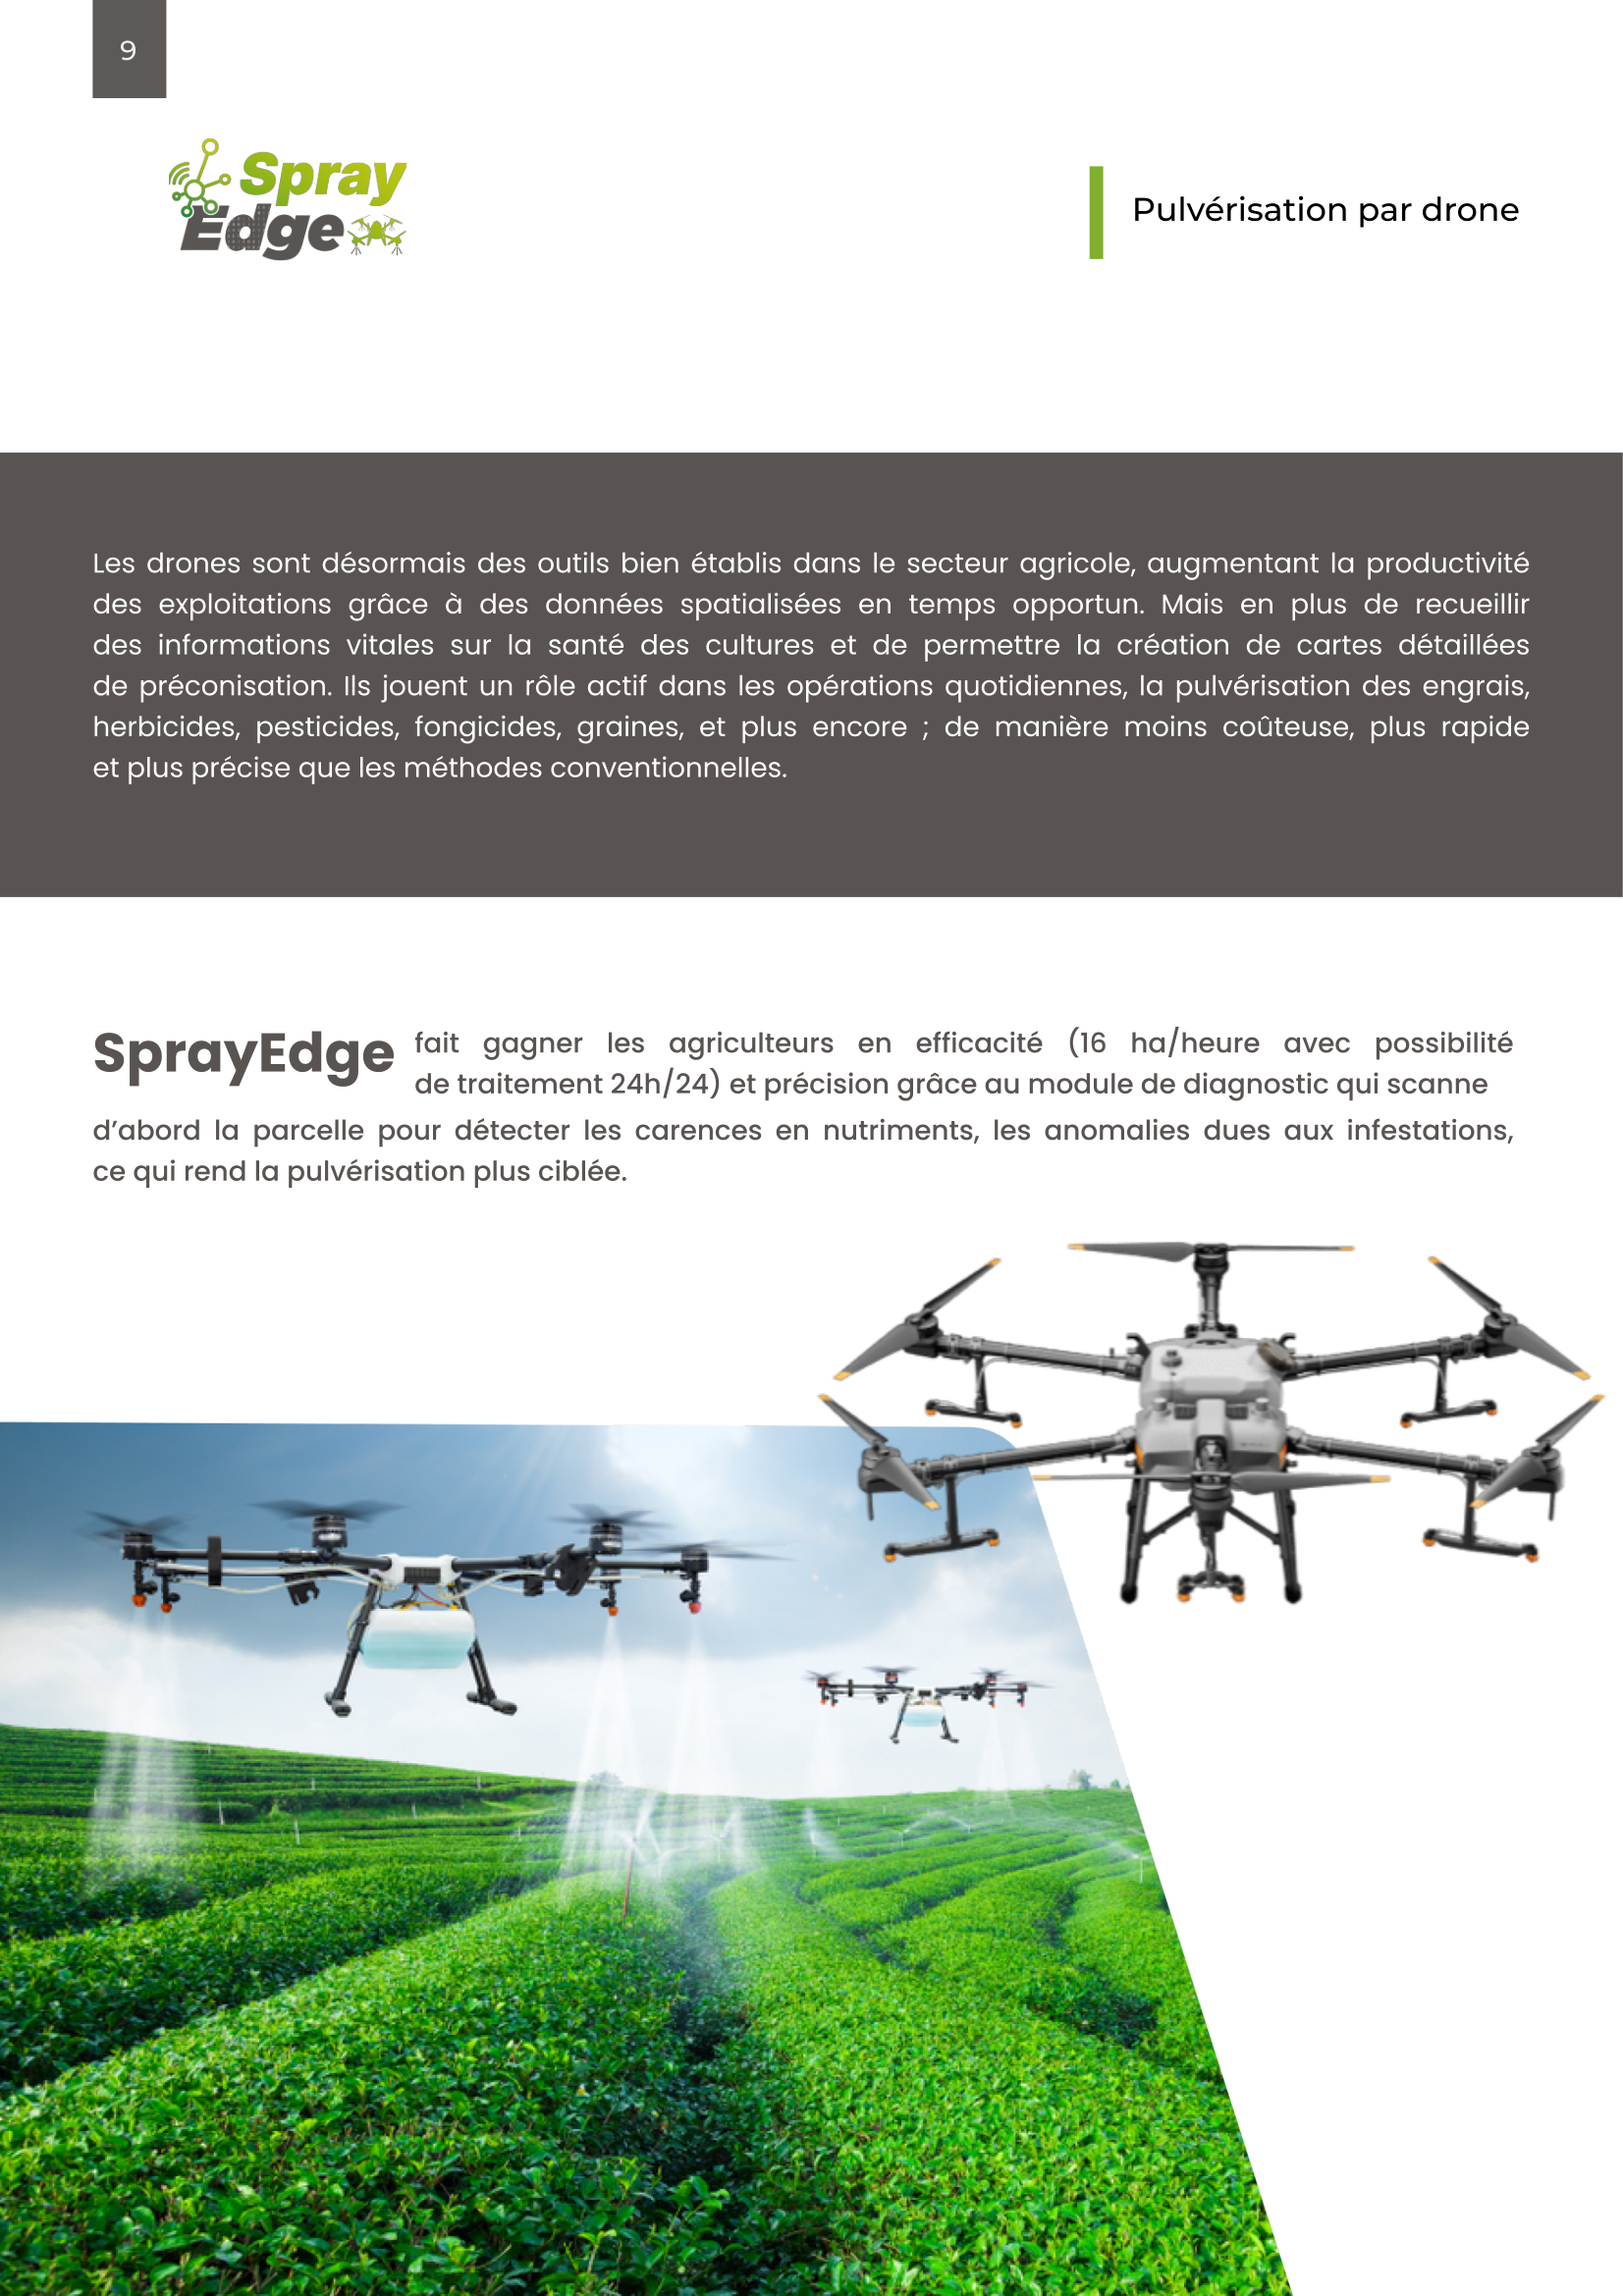 9
Spray
Edge
Pulvérisation par drone
Les drones sont désormais des outils bien établis dans le secteur agricole, augmentant la productivité
des exploitations grâce à des données spatialisées en temps opportun. Mais en plus de recueillir
des informations vitales sur la santé des cultures et de permettre la création de cartes détaillées
de préconisation. Ils jouent un rôle actif dans les opérations quotidiennes, la pulvérisation des engrais,
herbicides, pesticides, fongicides, graines, et plus encore ; de manière moins coûteuse, plus rapide
et plus précise que les méthodes conventionnelles.
SprayEdge fait gagner les agriculteurs en efficacité (16 ha/heure avec possibilité
de traitement 24h/24) et précision grâce au module de diagnostic qui scanne
d’abord la parcelle pour détecter les carences en nutriments, les anomalies dues aux infestations,
ce qui rend la pulvérisation plus ciblée.